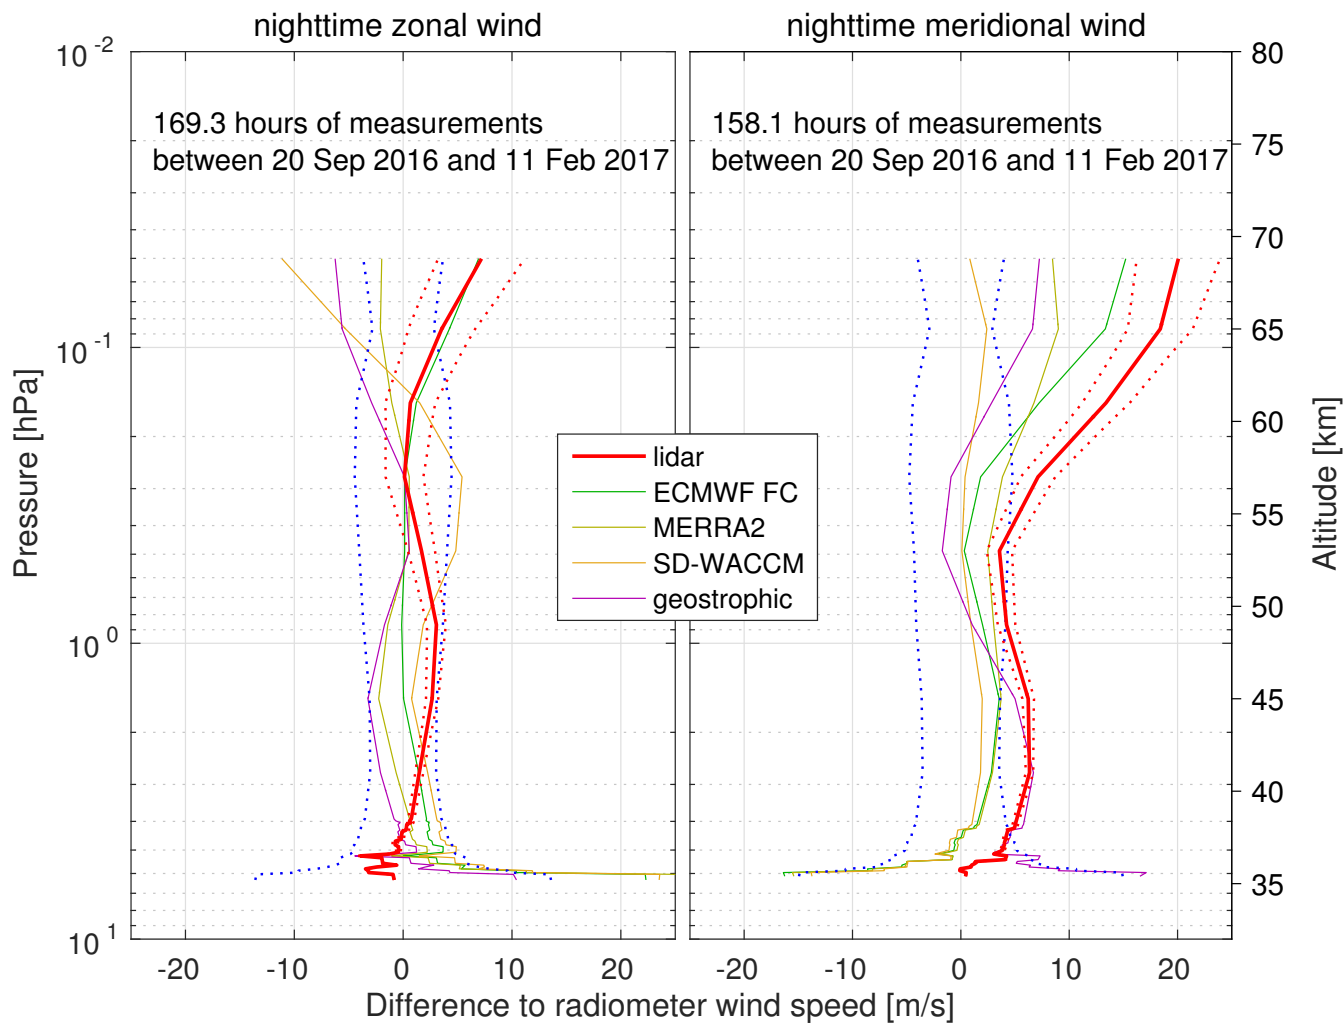 nighttime zonal wind
nighttime meridional wind
169.3 hours of measurements
between 20 Sep 2016 and 11 Feb 2017
158.1 hours of measurements
between 20 Sep 2016 and 11 Feb 2017
Pressure [hPa]
10^-2
10^-1
10^0
10^1
lidar
ECMWF FC
MERRA2
SD-WACCM
geostrophic
80
75
70
65
60
55
50
45
40
35
Altitude [km]
-20 -10 0 10 20
-20 -10 0 10 20
Difference to radiometer wind speed [m/s]